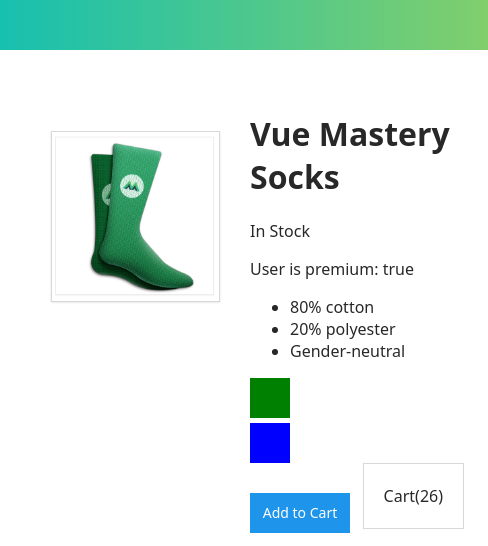 Vue Mastery
Socks
In Stock
User is premium: true
80% cotton
20% polyester
Gender-neutral
Add to Cart
Cart(26)